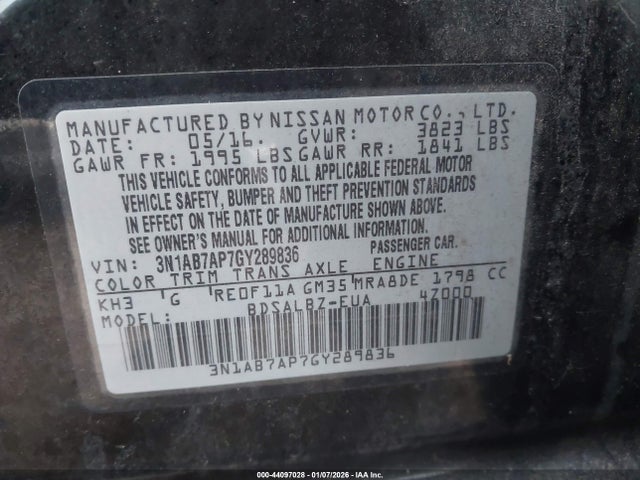 MANUFACTURED BY NISSAN MOTOR CO., LTD.
DATE: 05/16. GVWR: 3823 LBS
GAWR FR: 1995 LBS GAWR RR: 1841 LBS
THIS VEHICLE CONFORMS TO ALL APPLICABLE FEDERAL MOTOR
VEHICLE SAFETY, BUMPER AND THEFT PREVENTION STANDARDS
IN EFFECT ON THE DATE OF MANUFACTURE SHOWN ABOVE.
SEE OWNER'S MANUAL FOR ADDITIONAL INFORMATION.
VIN: 3N1AB7AP7GY289836 PASSENGER CAR.
COLOR TRIM TRANS AXLE ENGINE
KH3 G RE0F11A GM35 MRA8DE 1798 CC
MODEL: BDSALBZ-EUA 47000
3N1AB7AP7GY289836
000-44097028 - 01/07/2026 - IAA Inc.